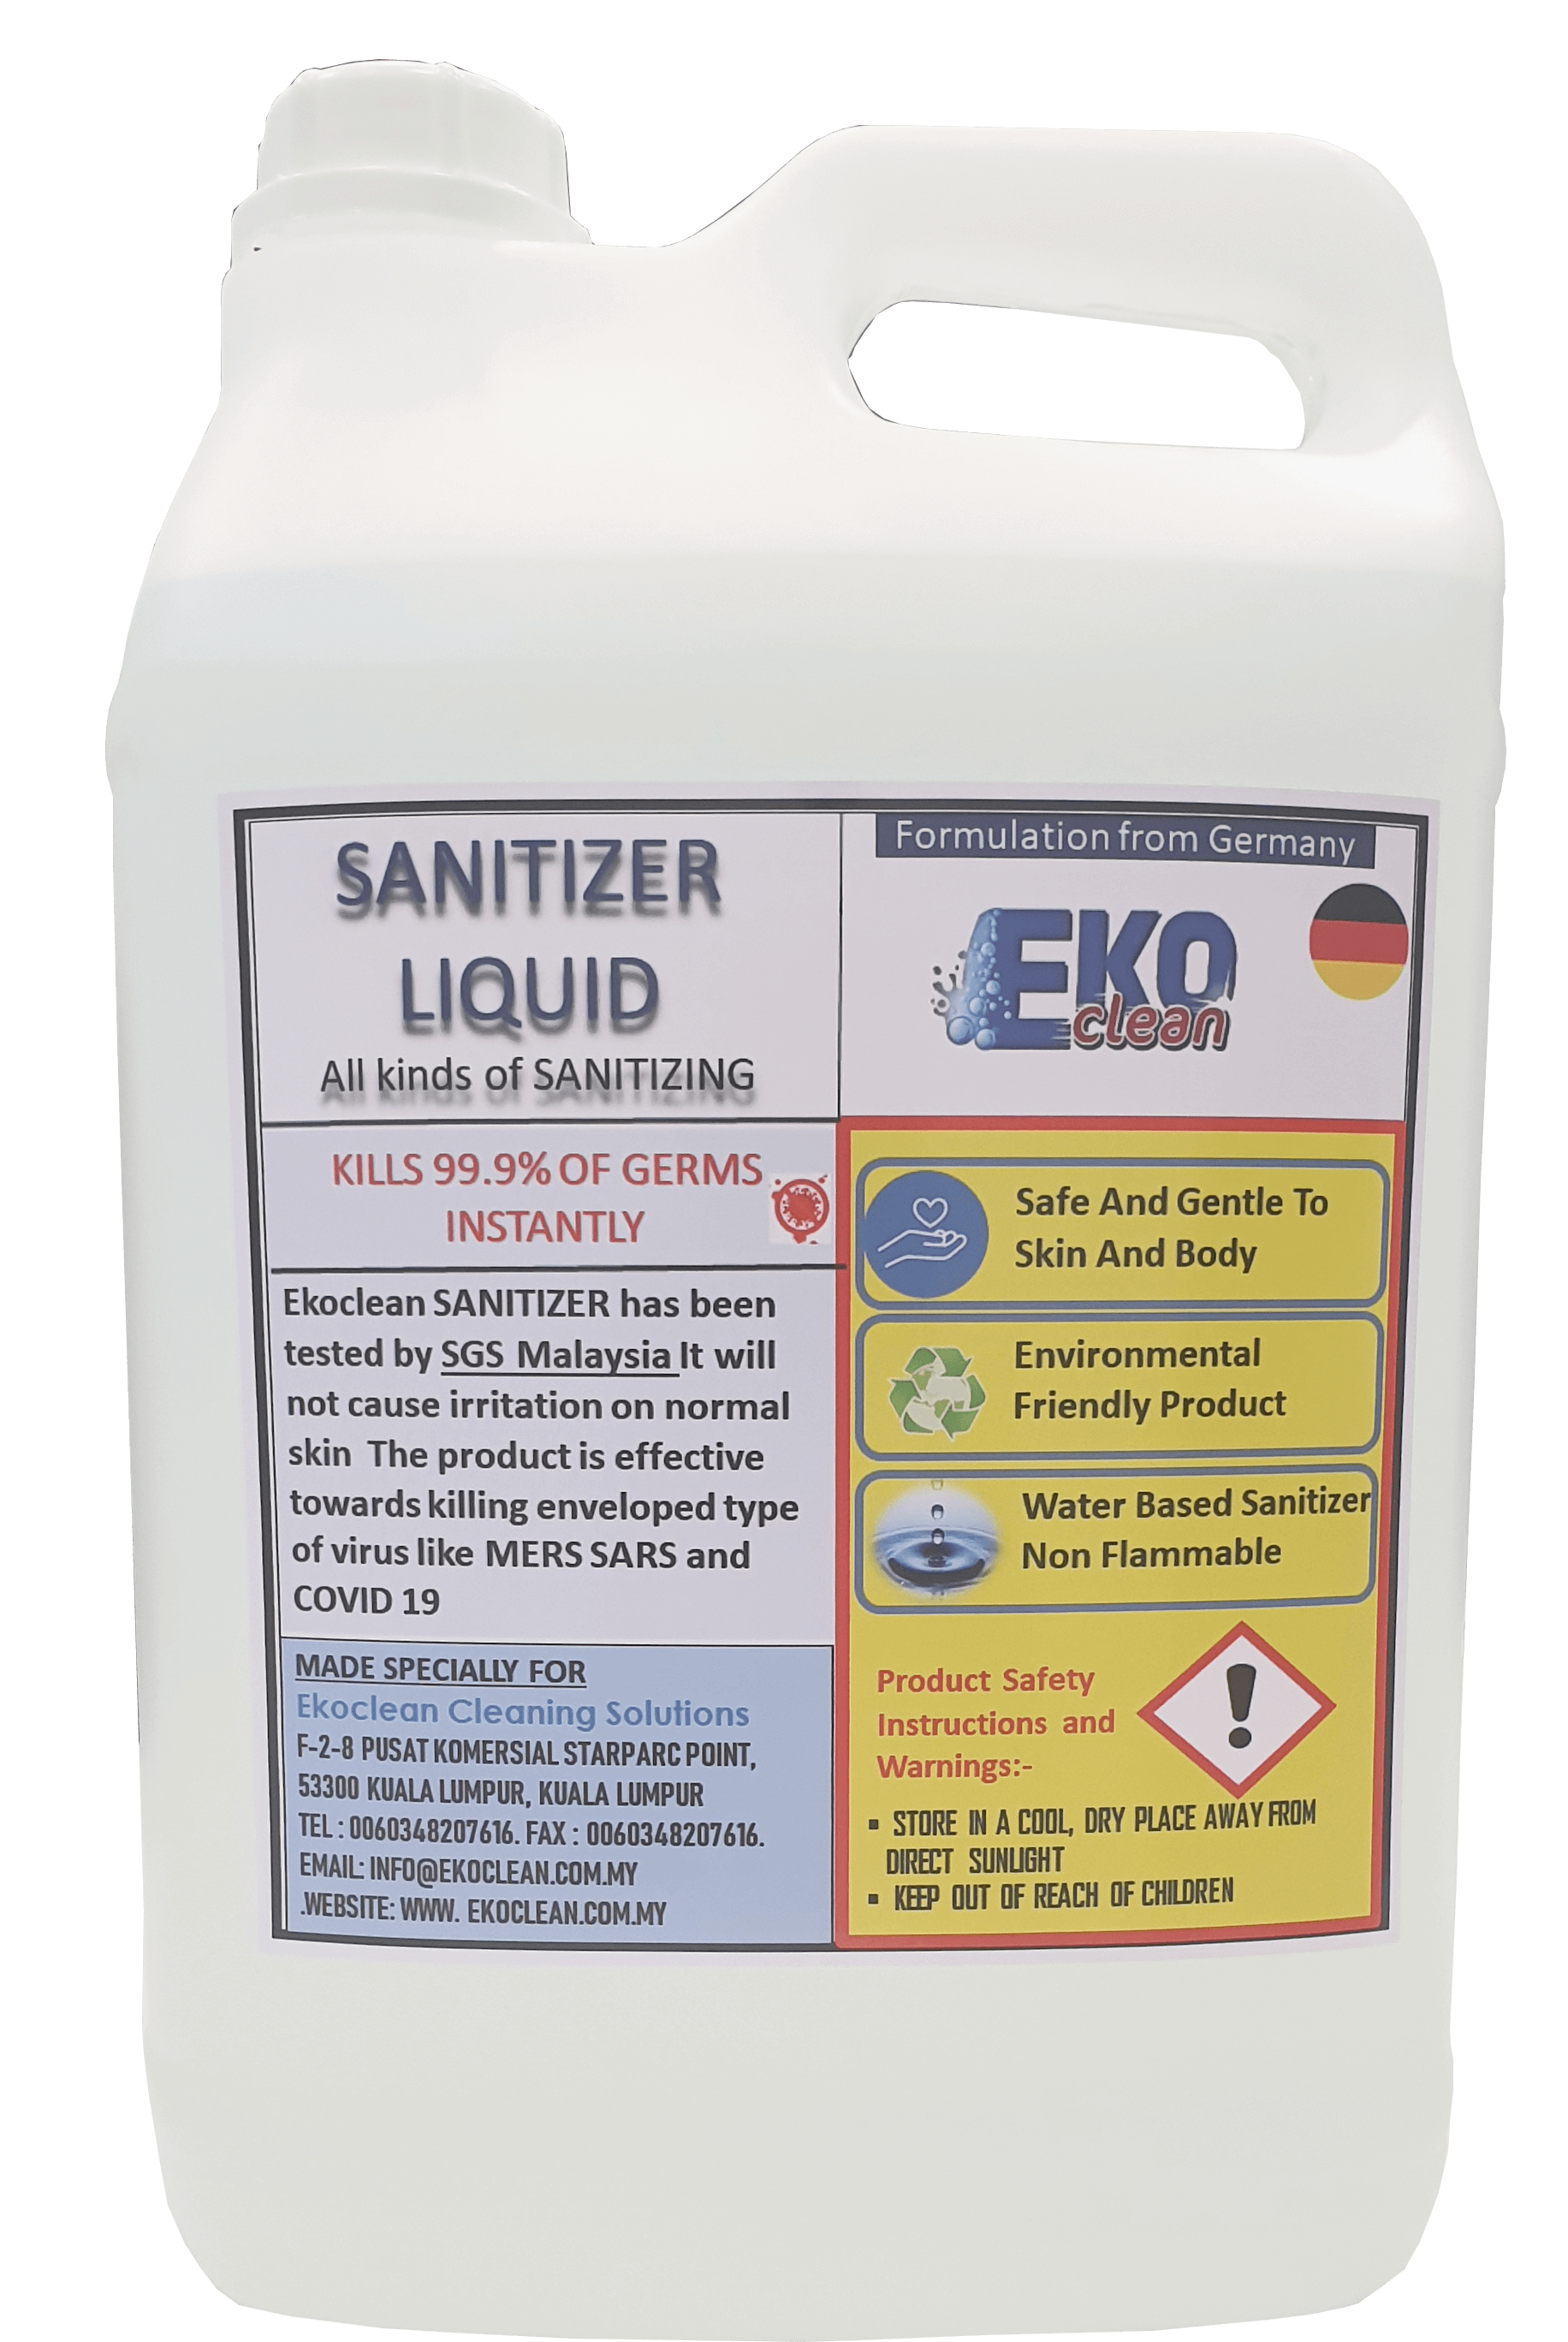 SANITIZER
LIQUID
All kinds of SANITIZING
KILLS 99.9% OF GERMS
INSTANTLY
Ekoclean SANITIZER has been
tested by SGS Malaysia It will
not cause irritation on normal
skin The product is effective
towards killing enveloped type
of virus like MERS SARS and
COVID 19
MADE SPECIALLY FOR
Ekoclean Cleaning Solutions
F-2-8 PUSAT KOMERSIAL STARPARC POINT,
53300 KUALA LUMPUR, KUALA LUMPUR
TEL : 0060348207616. FAX : 0060348207616.
EMAIL: INFO@EKOCLEAN.COM.MY
.WEBSITE: WWW. EKOCLEAN.COM.MY
Formulation from Germany
EKO
clean
Safe And Gentle To
Skin And Body
Environmental
Friendly Product
Water Based Sanitizer
Non Flammable
Product Safety
Instructions and
Warnings:-
▪ STORE IN A COOL, DRY PLACE AWAY FROM
DIRECT SUNLIGHT
▪ KEEP OUT OF REACH OF CHILDREN